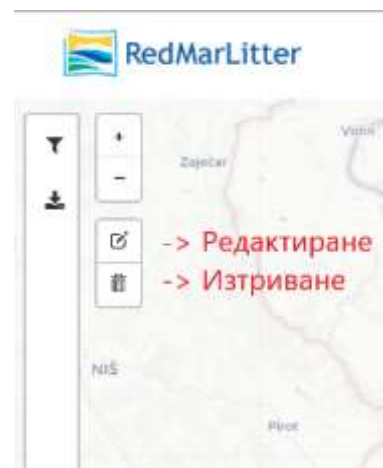 RedMarLitter
+
Zaječar
-
-> Редактиране
-> Изтриване
NIŠ
Pirot